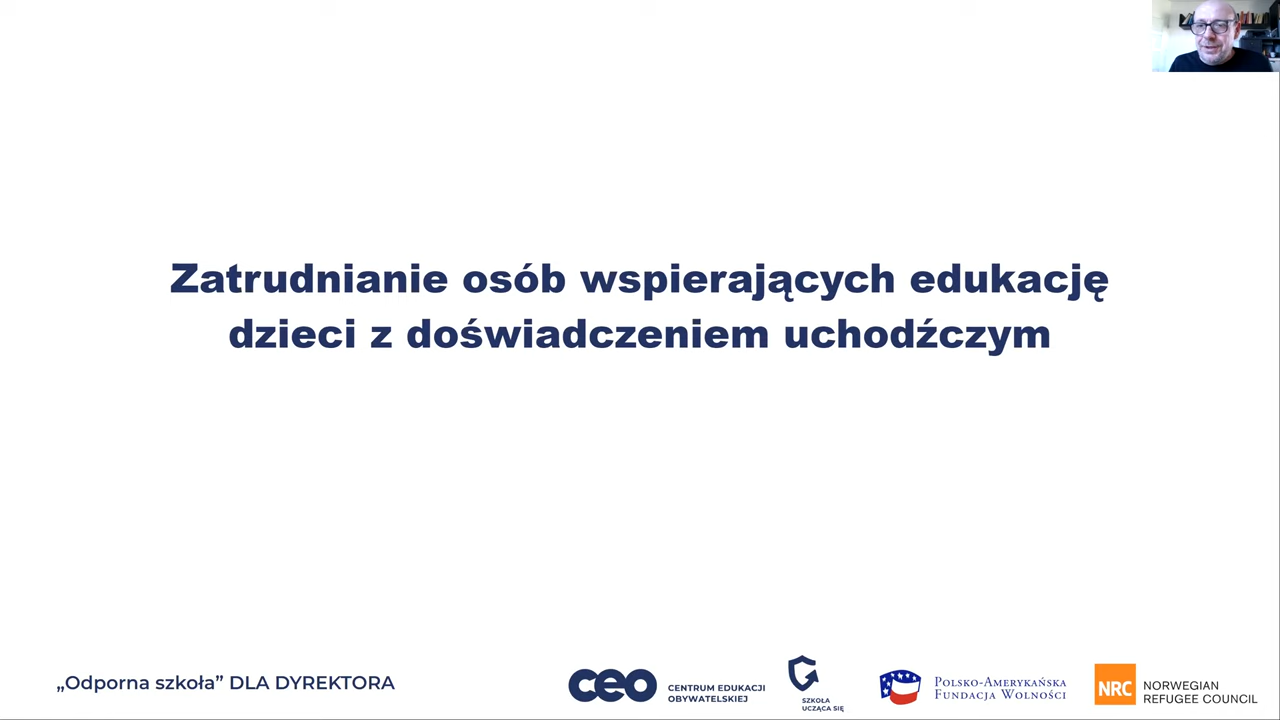 Zatrudnianie osób wspierających edukację
dzieci z doświadczeniem uchodźczym
„Odporna szkoła” DLA DYREKTORA
ceo
CENTRUM EDUKACJI
OBYWATELSKIEJ
SZKOŁA
UCZĄCA SIĘ
POLSKO-AMERYKAŃSKA
FUNDACJA WOLNOŚCI
NRC
NORWEGIAN
REFUGEE COUNCIL